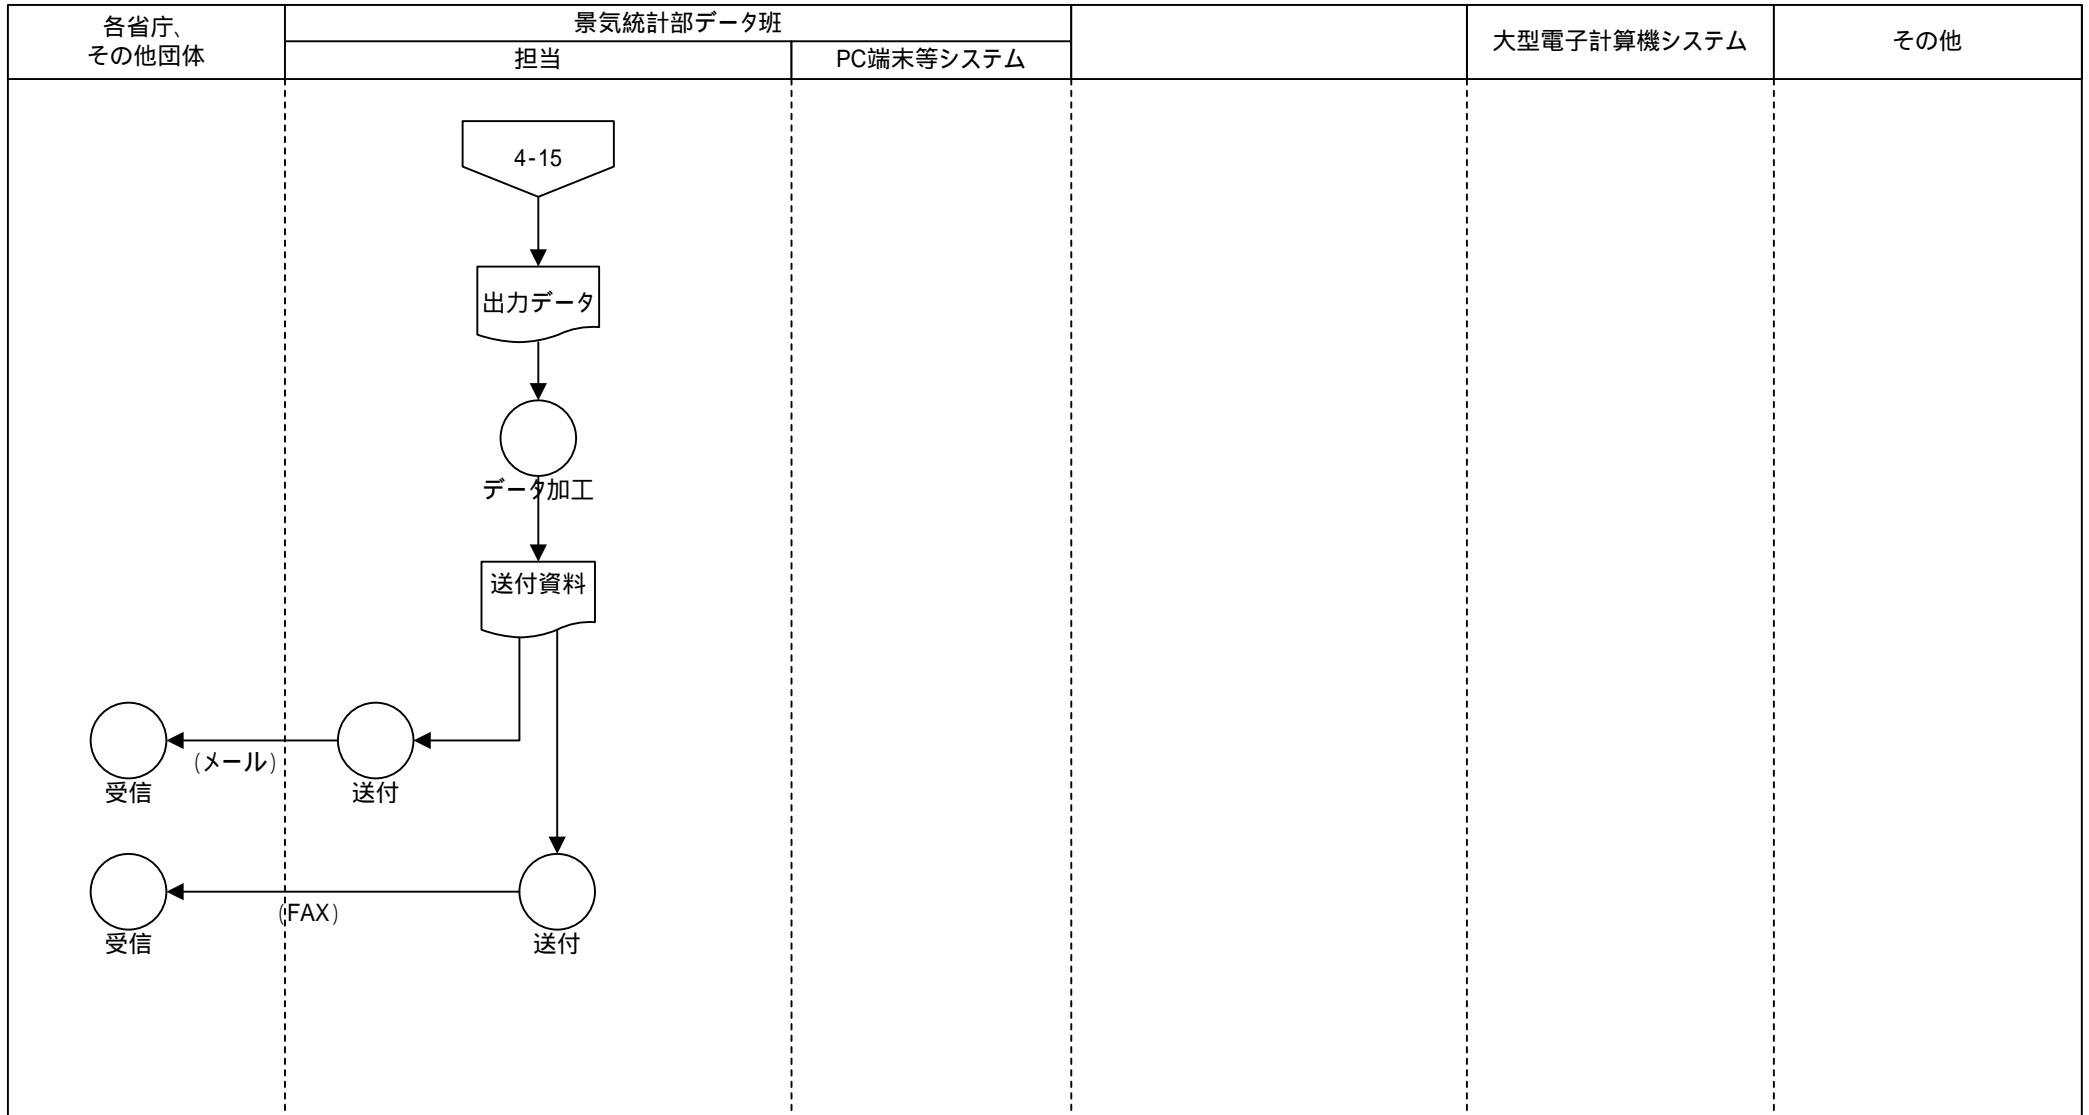 各省庁、
その他団体
景気統計部データ班
担当
PC端末等システム
大型電子計算機システム
その他
4-15
出力データ
データ加工
送付資料
(メール)
受信
送付
(FAX)
受信
送付